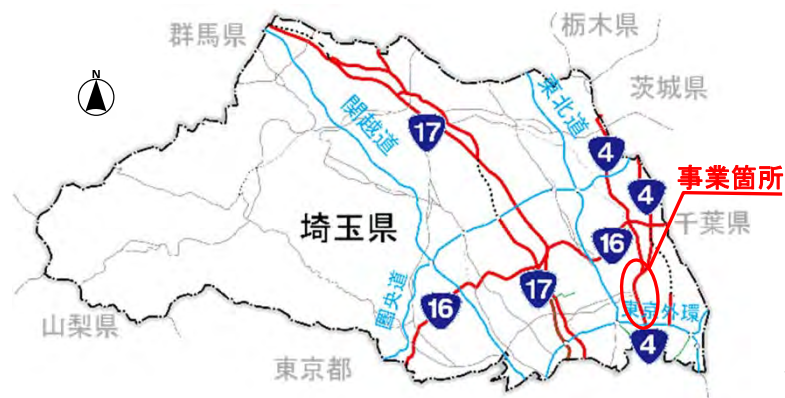 群馬県
栃木県
茨城県
N
関越道
17
東北道
4
事業箇所
4
埼玉県
千葉県
16
圏央道
16
17
東京外環
山梨県
4
東京都